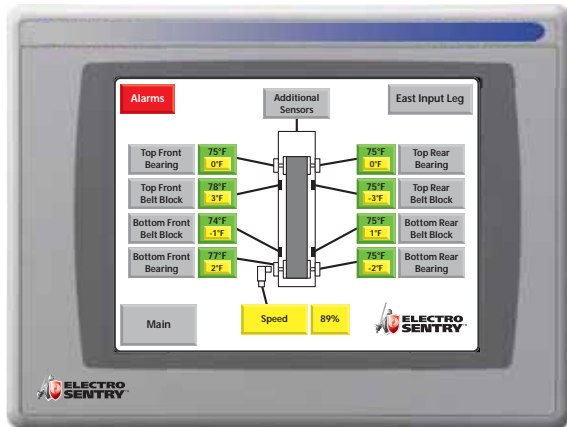 Alarms
Additional
Sensors
East Input Leg
Top Front
Bearing
75°F
0°F
75°F
0°F
Top Rear
Bearing
Top Front
Belt Block
78°F
3°F
75°F
-3°F
Top Rear
Belt Block
Bottom Front
Belt Block
74°F
-1°F
75°F
1°F
Bottom Rear
Belt Block
Bottom Front
Bearing
77°F
2°F
75°F
-2°F
Bottom Rear
Bearing
Main
Speed
89%
ELECTRO
SENTRY™
ELECTRO
SENTRY™